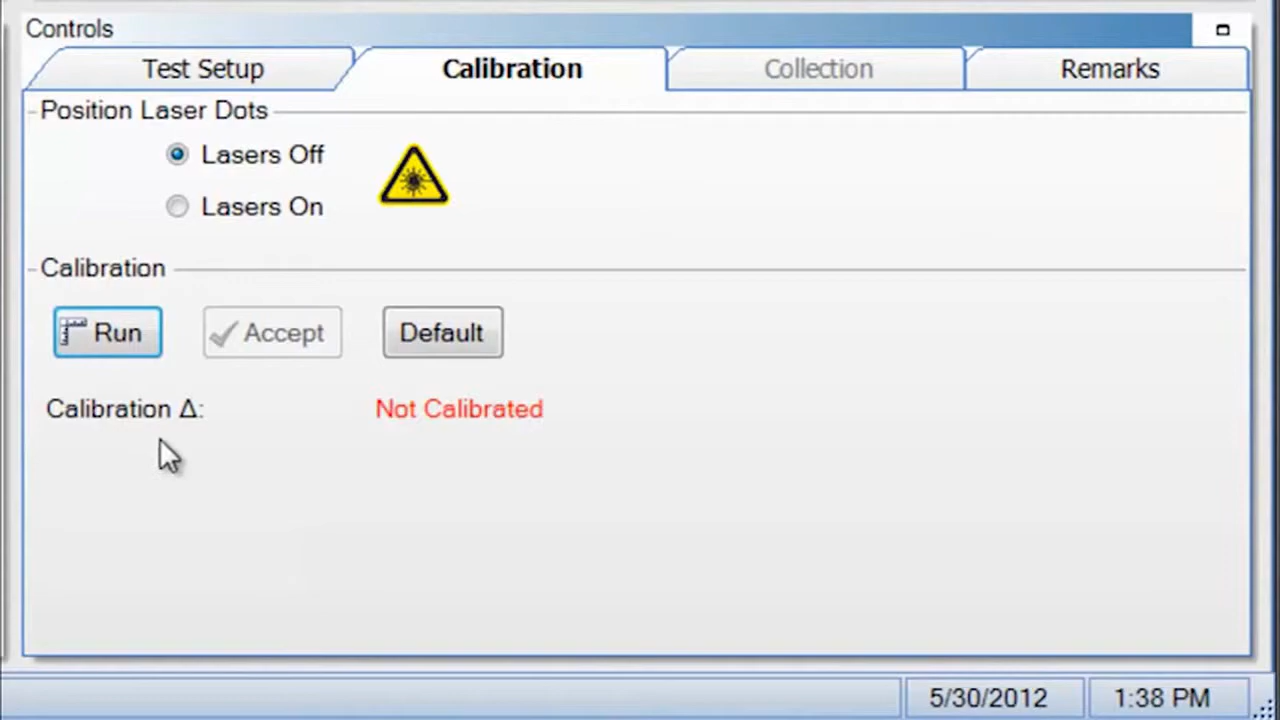 Controls
Test Setup Calibration Collection Remarks
Position Laser Dots
Lasers Off
Lasers On
Calibration
Run Accept Default
Calibration Δ: Not Calibrated
5/30/2012 1:38 PM